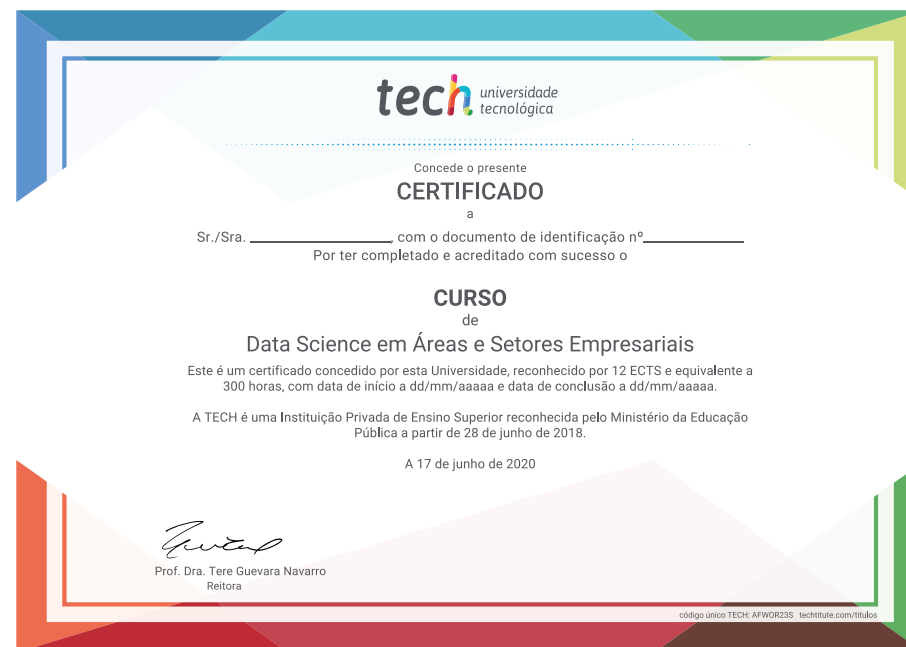 tech universidade
tecnológica
Concede o presente
CERTIFICADO
a
Sr./Sra. ____________________, com o documento de identificação nº______________
Por ter completado e acreditado com sucesso o
CURSO
de
Data Science em Áreas e Setores Empresariais
Este é um certificado concedido por esta Universidade, reconhecido por 12 ECTS e equivalente a
300 horas, com data de início a dd/mm/aaaaa e data de conclusão a dd/mm/aaaaa.
A TECH é uma Instituição Privada de Ensino Superior reconhecida pelo Ministério da Educação
Pública a partir de 28 de junho de 2018.
A 17 de junho de 2020
Prof. Dra. Tere Guevara Navarro
Reitora
código único TECH: AFWOR23S techtitute.com/titulos